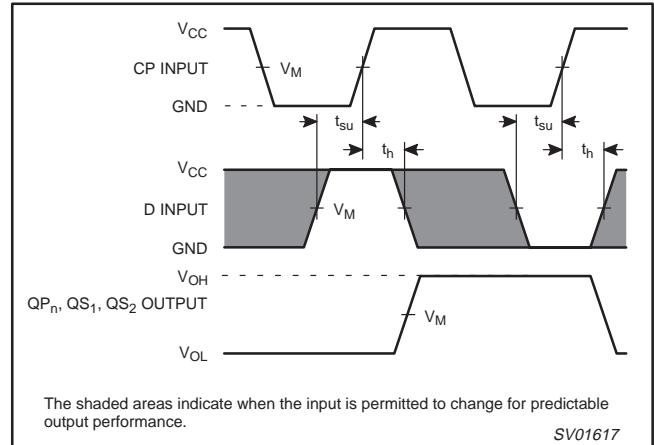 VCC
CP INPUT
VM
GND
tsu
tsu
th
th
VCC
D INPUT
VM
GND
VOH
QPn, QS1, QS2 OUTPUT
VM
VOL
The shaded areas indicate when the input is permitted to change for predictable
output performance.
SV01617